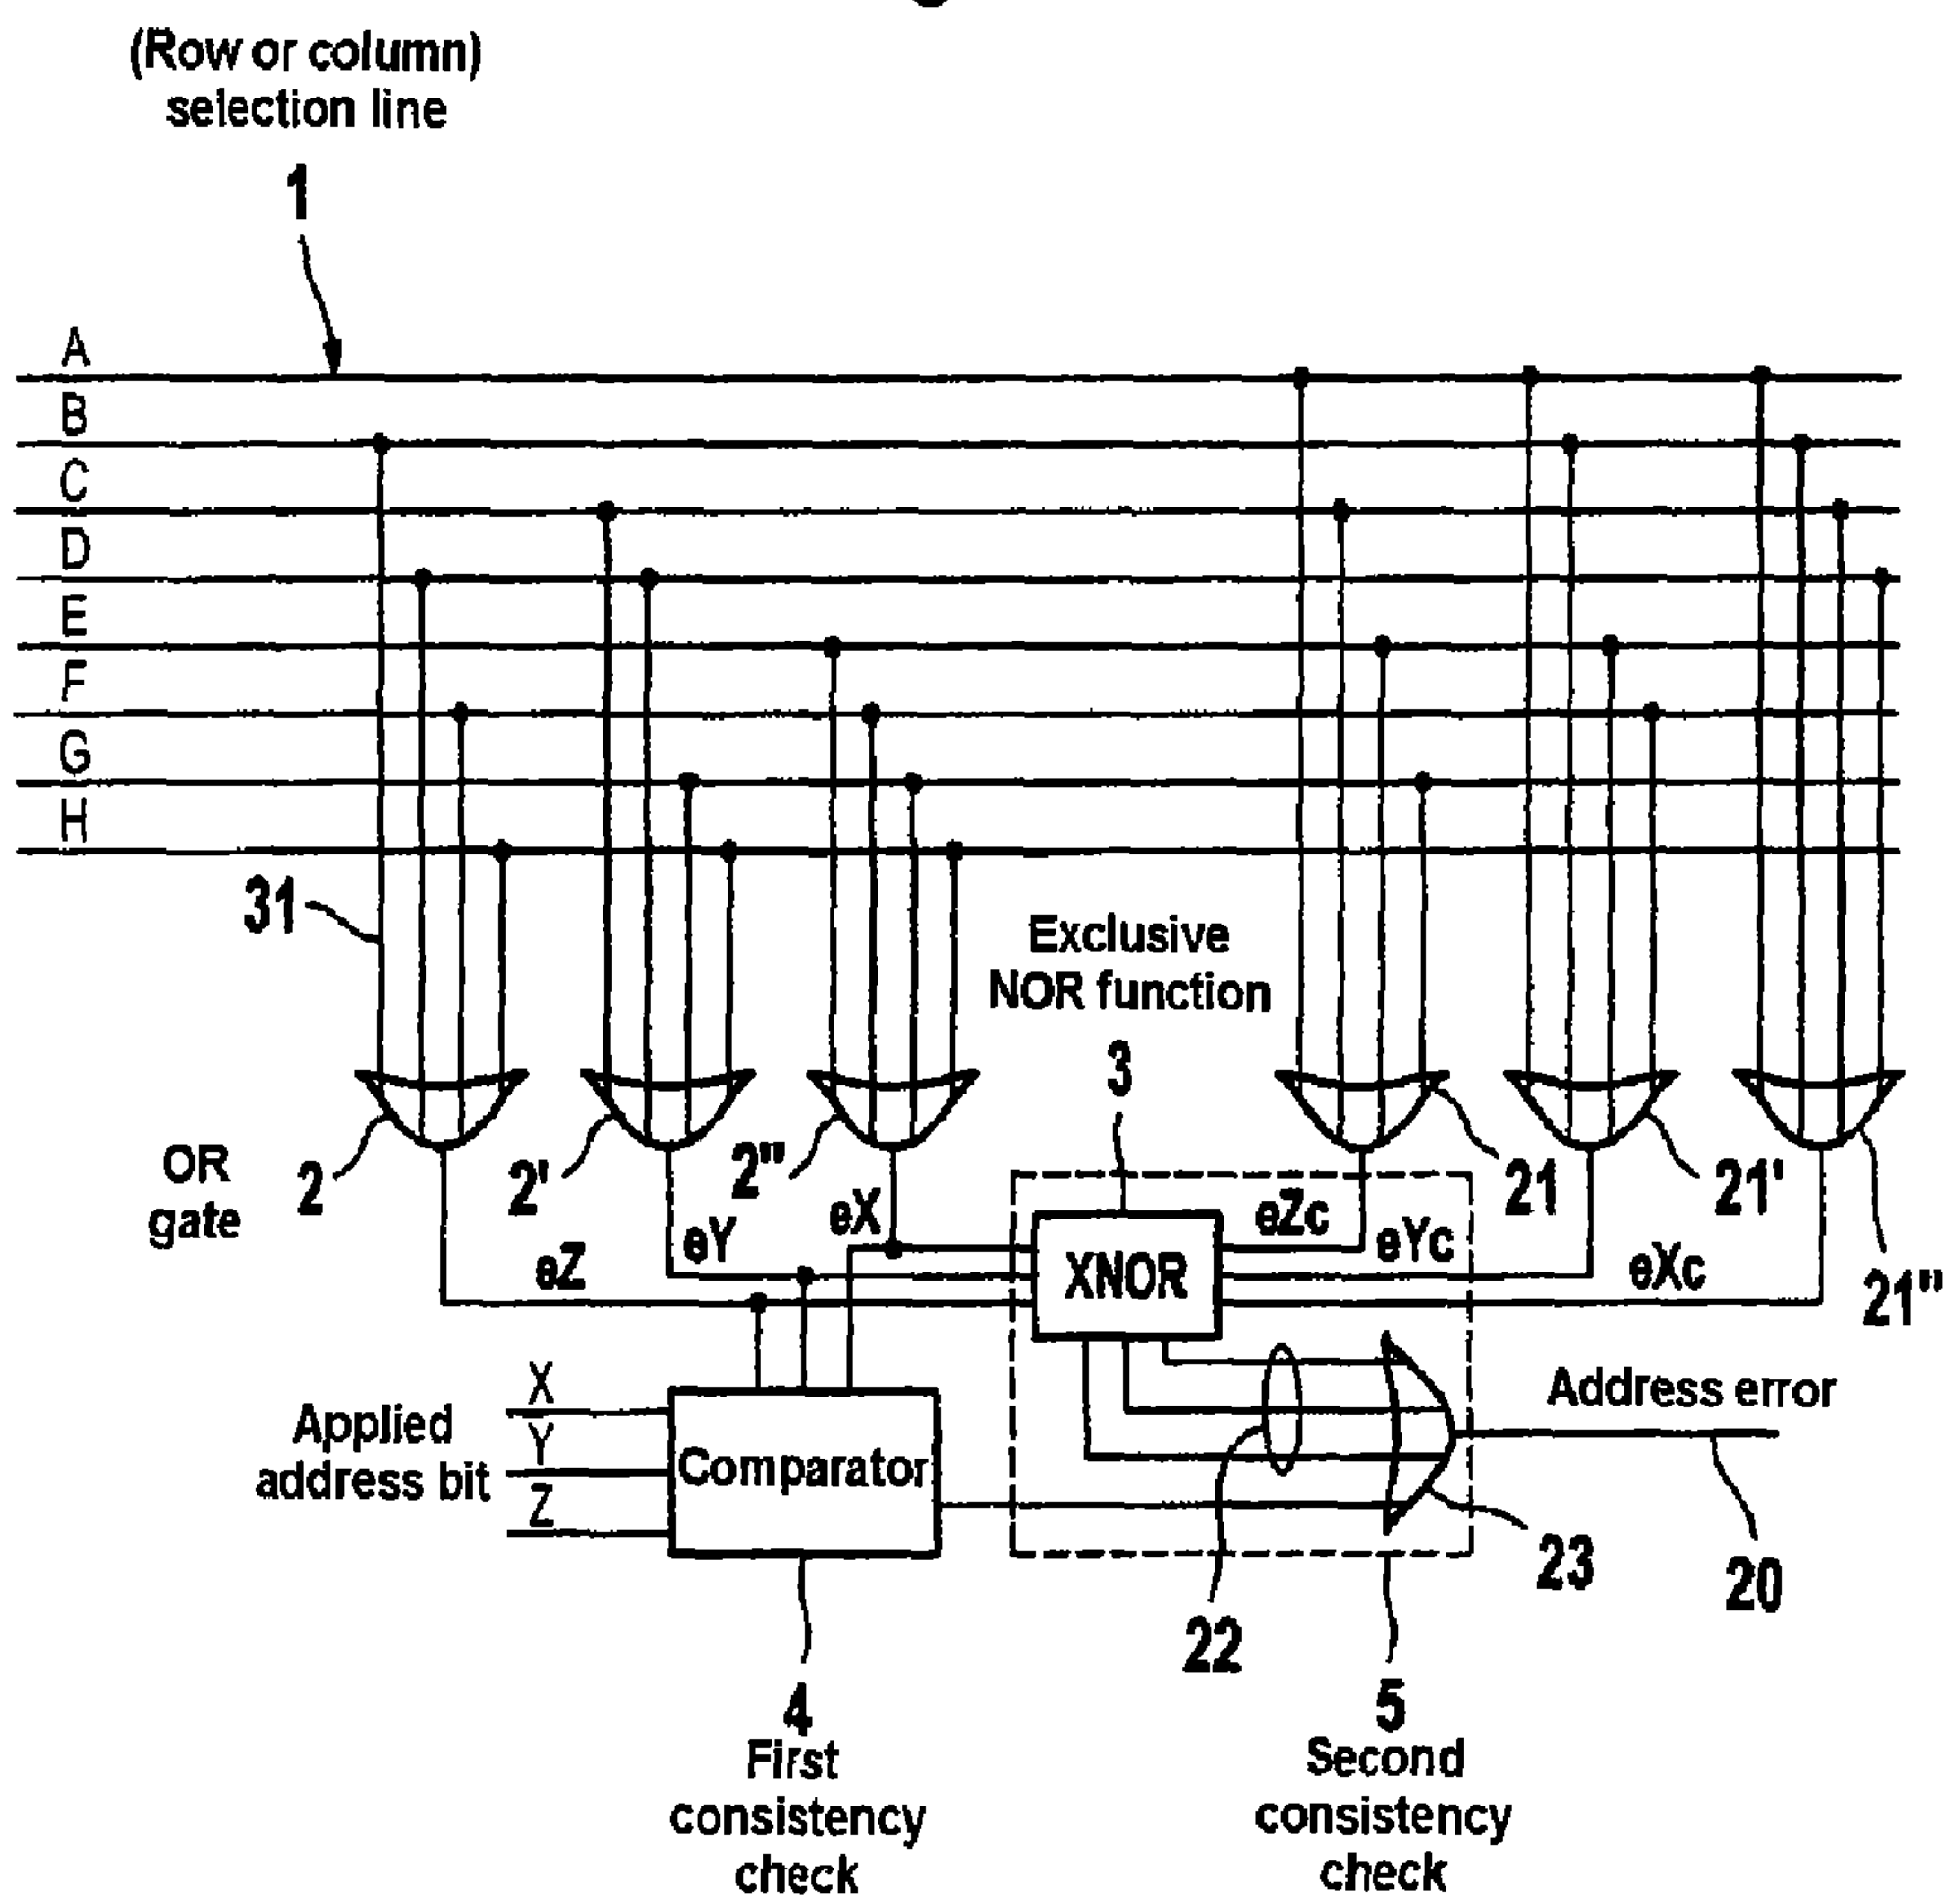 (Row or column)
selection line
1
A
B
C
D
E
F
G
H
31
Exclusive
NOR function
3
OR
gate
2
2'
2"
21
21'
21"
eZ
eY
eX
XNOR
eZc
eYc
eXc
Applied
address bit
X
Y
Z
Comparator
Address error
22
23
20
4
First
consistency
check
5
Second
consistency
check